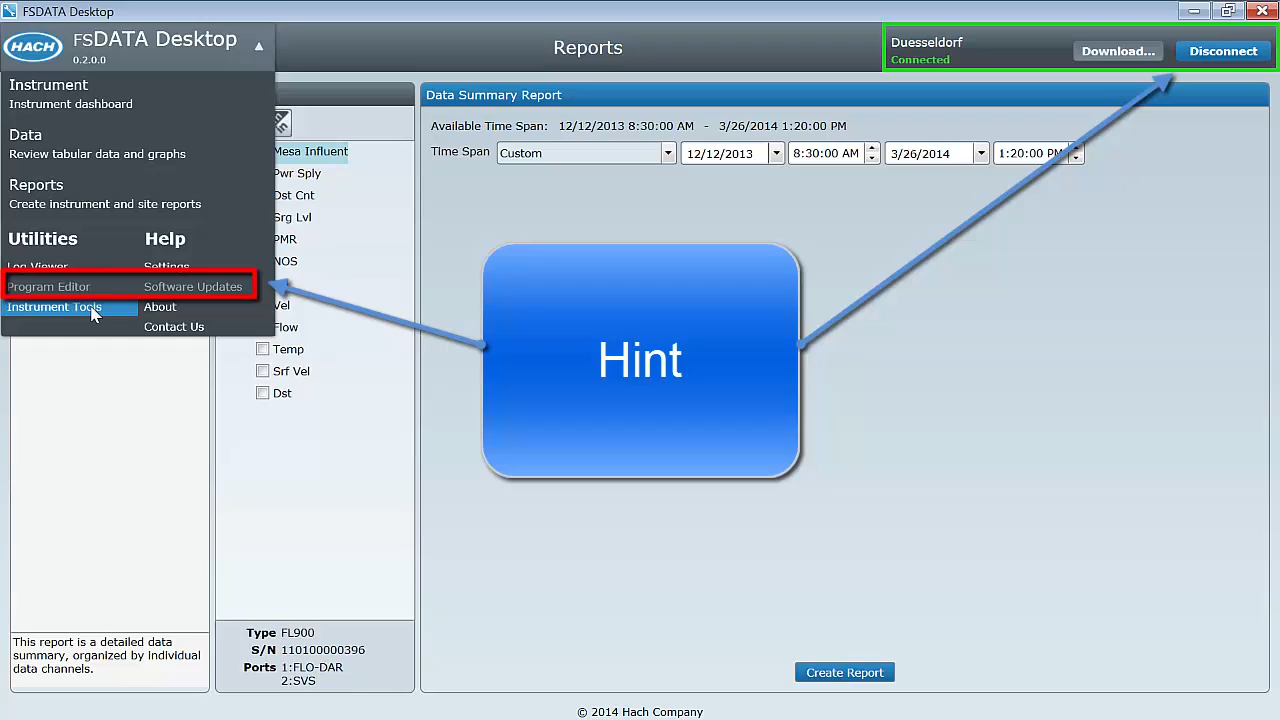 FSDATA Desktop
HACH
FSDATA Desktop
0.2.0.0
Reports
Duesseldorf
Connected
Download...
Disconnect
Instrument
Instrument dashboard
Data
Review tabular data and graphs
Reports
Create instrument and site reports
Utilities
Help
Log Viewer
Settings
Program Editor
Software Updates
Instrument Tools
About
Contact Us
Mesa Influent
Pwr Sply
Dst Cnt
Srg Lvl
PMR
NOS
Vel
Flow
Temp
Srf Vel
Dst
Data Summary Report
Available Time Span: 12/12/2013 8:30:00 AM - 3/26/2014 1:20:00 PM
Time Span Custom 12/12/2013 8:30:00 AM 3/26/2014 1:20:00 PM
Hint
This report is a detailed data
summary, organized by individual
data channels.
Type FL900
S/N 110100000396
Ports 1:FLO-DAR
2:SVS
Create Report
© 2014 Hach Company